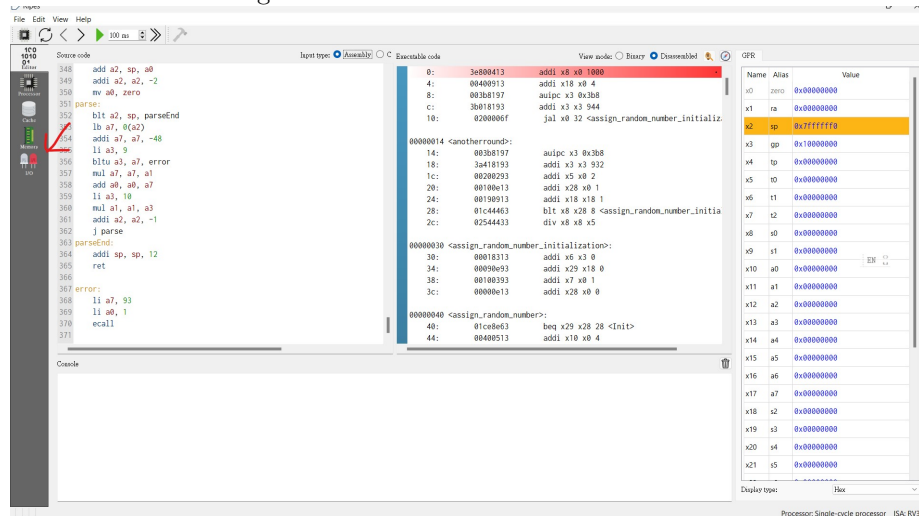 Ripes
File Edit View Help
100 ms
Editor
Processor
Cache
Memory
I/O
Source code Input type: Assembly C Executable code View mode: Binary Disassembled GPR
348 add a2, sp, a0
349 addi a2, a2, -2
350 mv a0, zero
351 parse:
352 blt a2, sp, parseEnd
353 lb a7, 0(a2)
354 addi a7, a7, -48
355 li a3, 9
356 bltu a3, a7, error
357 mul a7, a7, a1
358 add a0, a0, a7
359 li a3, 10
360 mul a1, a1, a3
361 addi a2, a2, -1
362 j parse
363 parseEnd:
364 addi sp, sp, 12
365 ret
366
367 error:
368 li a7, 93
369 li a0, 1
370 ecall
371
0: 3e800413 addi x8 x0 1000
4: 00400913 addi x18 x0 4
8: 003b8197 auipc x3 0x3b8
c: 3b018193 addi x3 x3 944
10: 0200006f jal x0 32 <assign_random_number_initializ
00000014 <anotherround>:
14: 003b8197 auipc x3 0x3b8
18: 3a418193 addi x3 x3 932
1c: 00200293 addi x5 x0 2
20: 00100e13 addi x28 x0 1
24: 00190913 addi x18 x18 1
28: 01c44463 blt x8 x28 8 <assign_random_number_initia
2c: 02544433 div x8 x8 x5
00000030 <assign_random_number_initialization>:
30: 00018313 addi x6 x3 0
34: 00090e93 addi x29 x18 0
38: 00100393 addi x7 x0 1
3c: 00000e13 addi x28 x0 0
00000040 <assign_random_number>:
40: 01ce8e63 beq x29 x28 28 <Init>
44: 00400513 addi x10 x0 4
Name Alias Value
x0 zero 0x00000000
x1 ra 0x00000000
x2 sp 0x7ffffff0
x3 gp 0x10000000
x4 tp 0x00000000
x5 t0 0x00000000
x6 t1 0x00000000
x7 t2 0x00000000
x8 s0 0x00000000
x9 s1 0x00000000
EN
x10 a0 0x00000000
x11 a1 0x00000000
x12 a2 0x00000000
x13 a3 0x00000000
x14 a4 0x00000000
x15 a5 0x00000000
x16 a6 0x00000000
x17 a7 0x00000000
x18 s2 0x00000000
x19 s3 0x00000000
x20 s4 0x00000000
x21 s5 0x00000000
Console
Display type: Hex
Processor: Single-cycle processor ISA: RV3